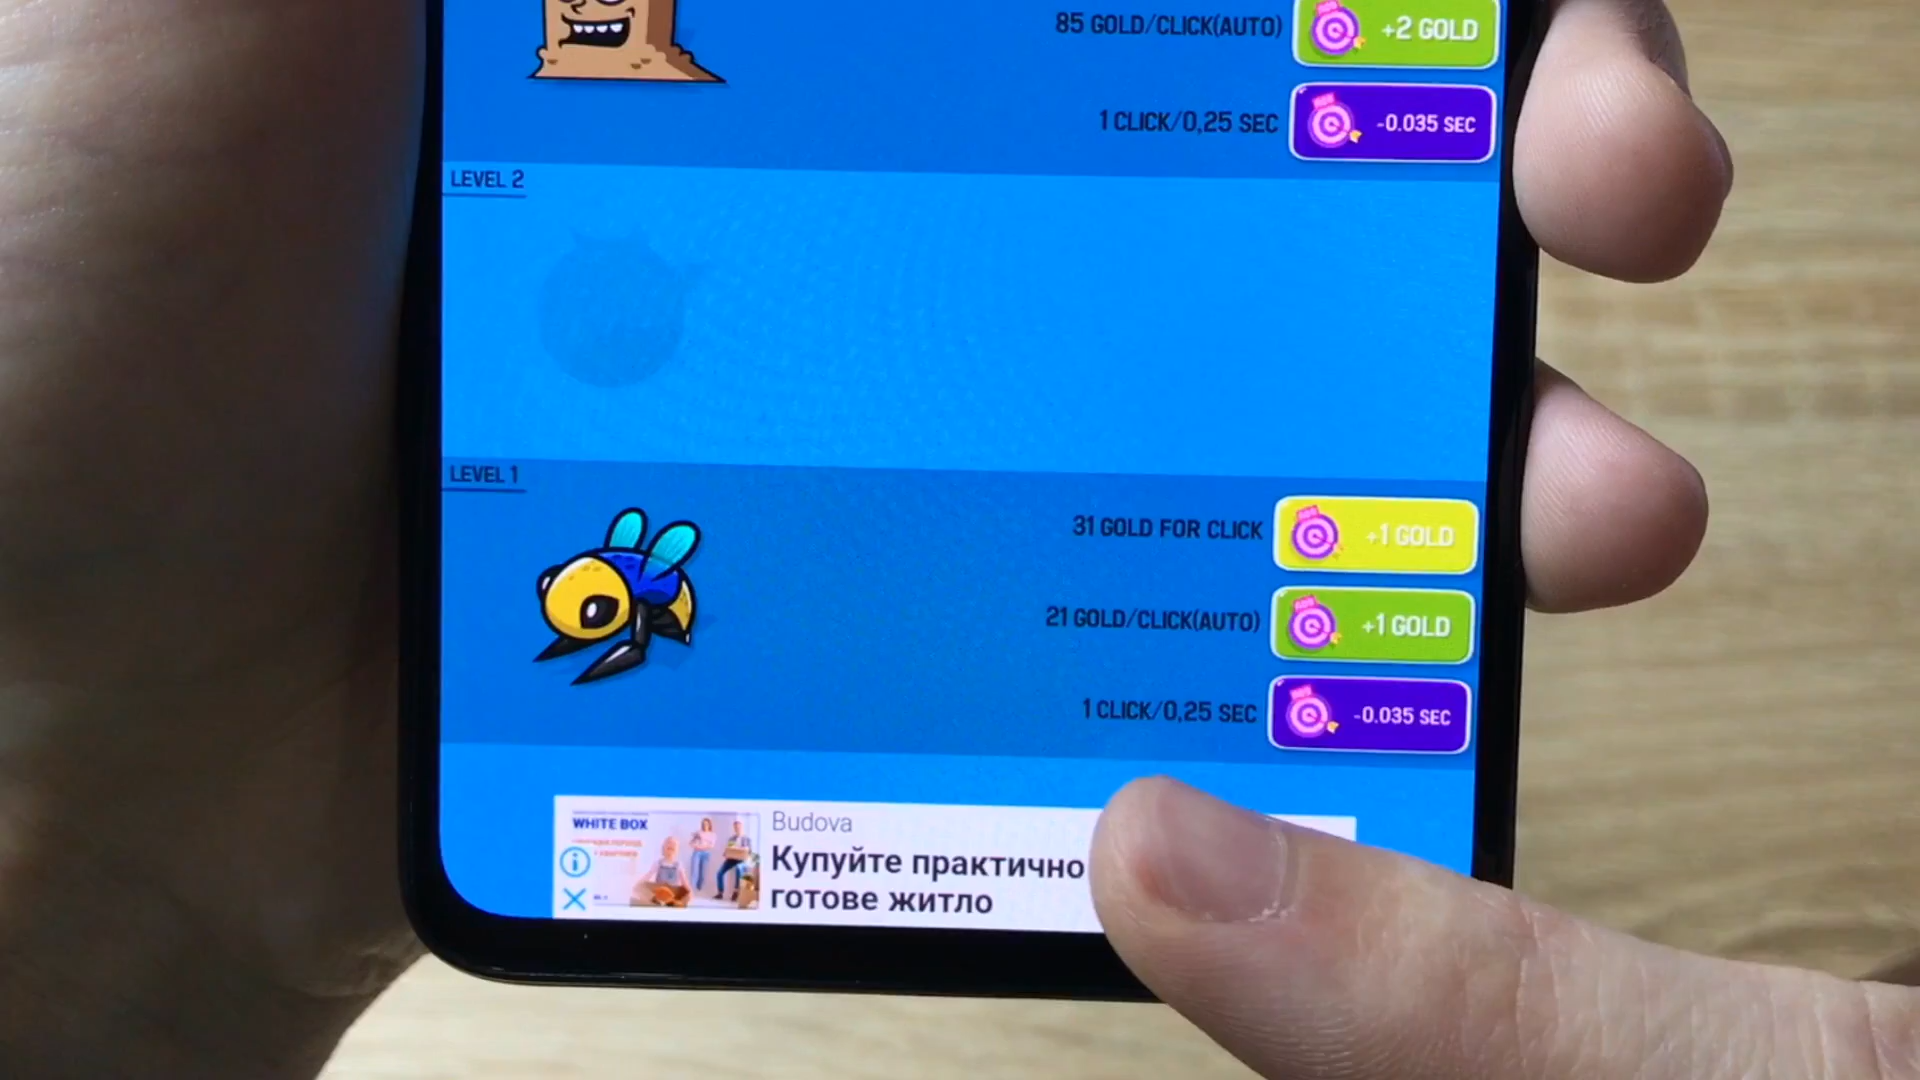 85 GOLD/CLICK(AUTO)
+2 GOLD
1 CLICK/0,25 SEC
-0.035 SEC
LEVEL 2
LEVEL 1
31 GOLD FOR CLICK
+1 GOLD
21 GOLD/CLICK(AUTO)
+1 GOLD
1 CLICK/0,25 SEC
-0.035 SEC
WHITE BOX
Budova
Купуйте практично
готове житло